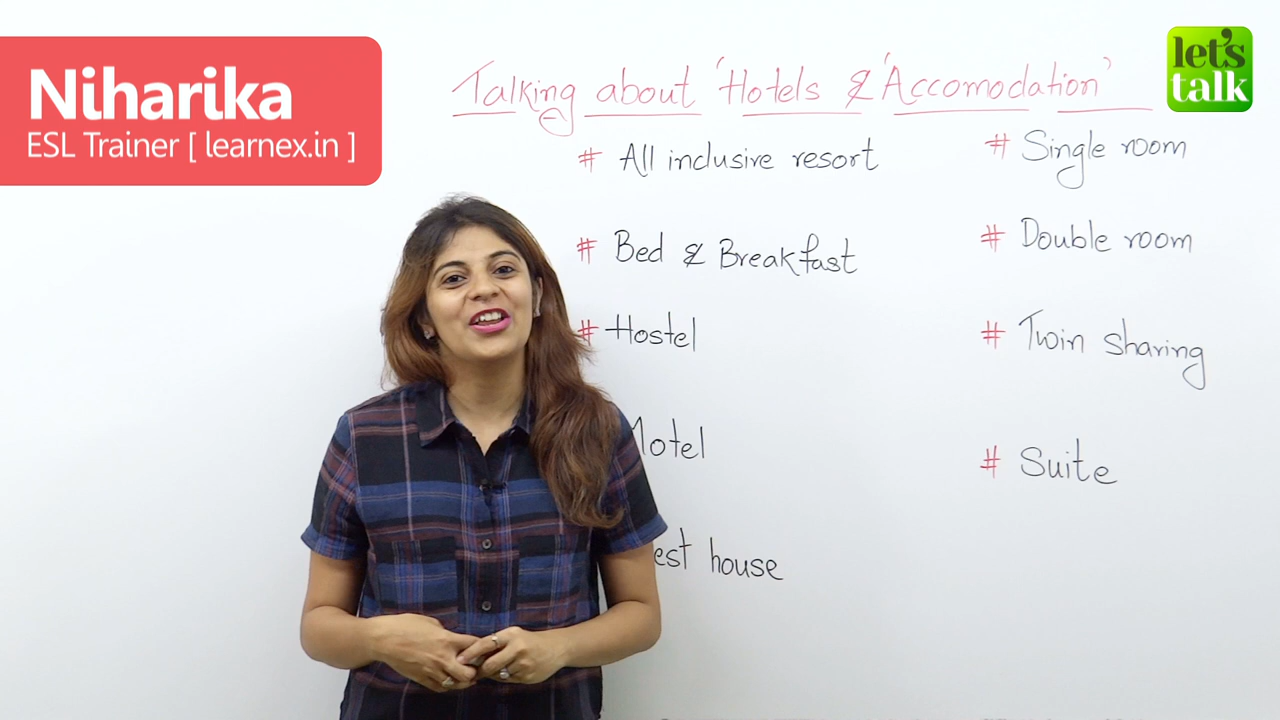 Niharika
ESL Trainer [ learnex.in ]
let's
talk
Talking about 'Hotels & 'Accomodation'
# All inclusive resort
# Bed & Breakfast
# Hostel
Motel
est house
# Single room
# Double room
# Twin sharing
# Suite